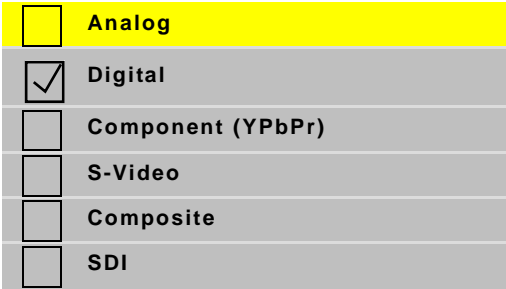 Analog
Digital
Component (YPbPr)
S-Video
Composite
SDI